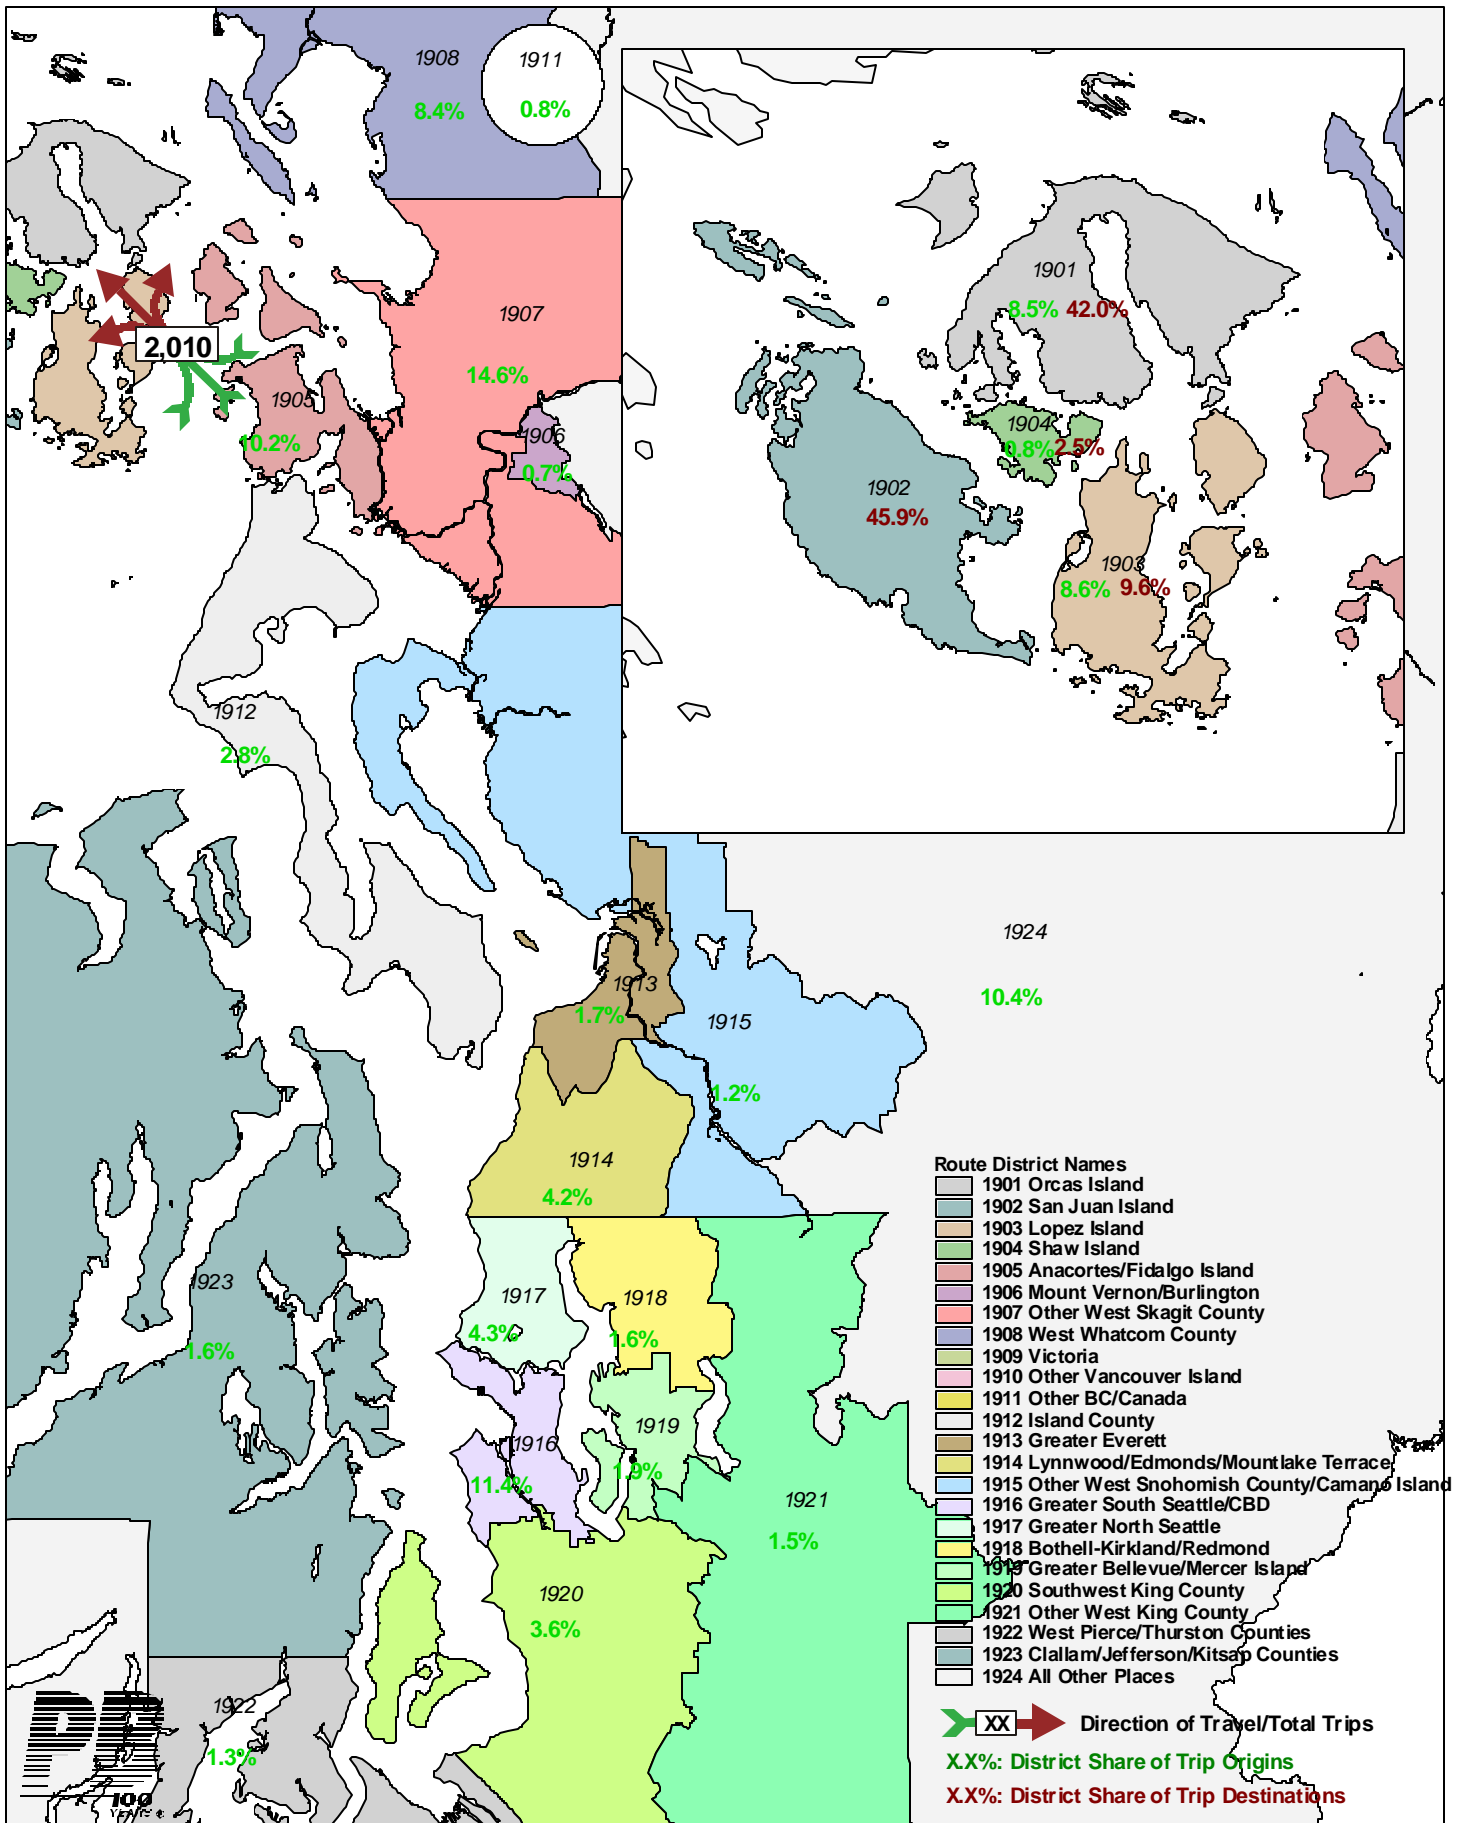 1908
8.4%
1911
0.8%
1907
14.6%
2,010
1905
10.2%
1906
0.7%
1901
8.5% 42.0%
1904
0.8% 2.5%
1902
45.9%
1903
8.6% 9.6%
1912
2.8%
1924
10.4%
1913
1.7%
1915
1.2%
1914
4.2%
1923
1.6%
1917
4.3%
1918
1.6%
1919
1.9%
1916
11.4%
1921
1.5%
1920
3.6%
1922
1.3%
Route District Names
1901 Orcas Island
1902 San Juan Island
1903 Lopez Island
1904 Shaw Island
1905 Anacortes/Fidalgo Island
1906 Mount Vernon/Burlington
1907 Other West Skagit County
1908 West Whatcom County
1909 Victoria
1910 Other Vancouver Island
1911 Other BC/Canada
1912 Island County
1913 Greater Everett
1914 Lynnwood/Edmonds/Mountlake Terrace
1915 Other West Snohomish County/Camano Island
1916 Greater South Seattle/CBD
1917 Greater North Seattle
1918 Bothell-Kirkland/Redmond
1919 Greater Bellevue/Mercer Island
1920 Southwest King County
1921 Other West King County
1922 West Pierce/Thurston Counties
1923 Clallam/Jefferson/Kitsap Counties
1924 All Other Places
XX Direction of Travel/Total Trips
X.X%: District Share of Trip Origins
X.X%: District Share of Trip Destinations
PB
100
YEARS